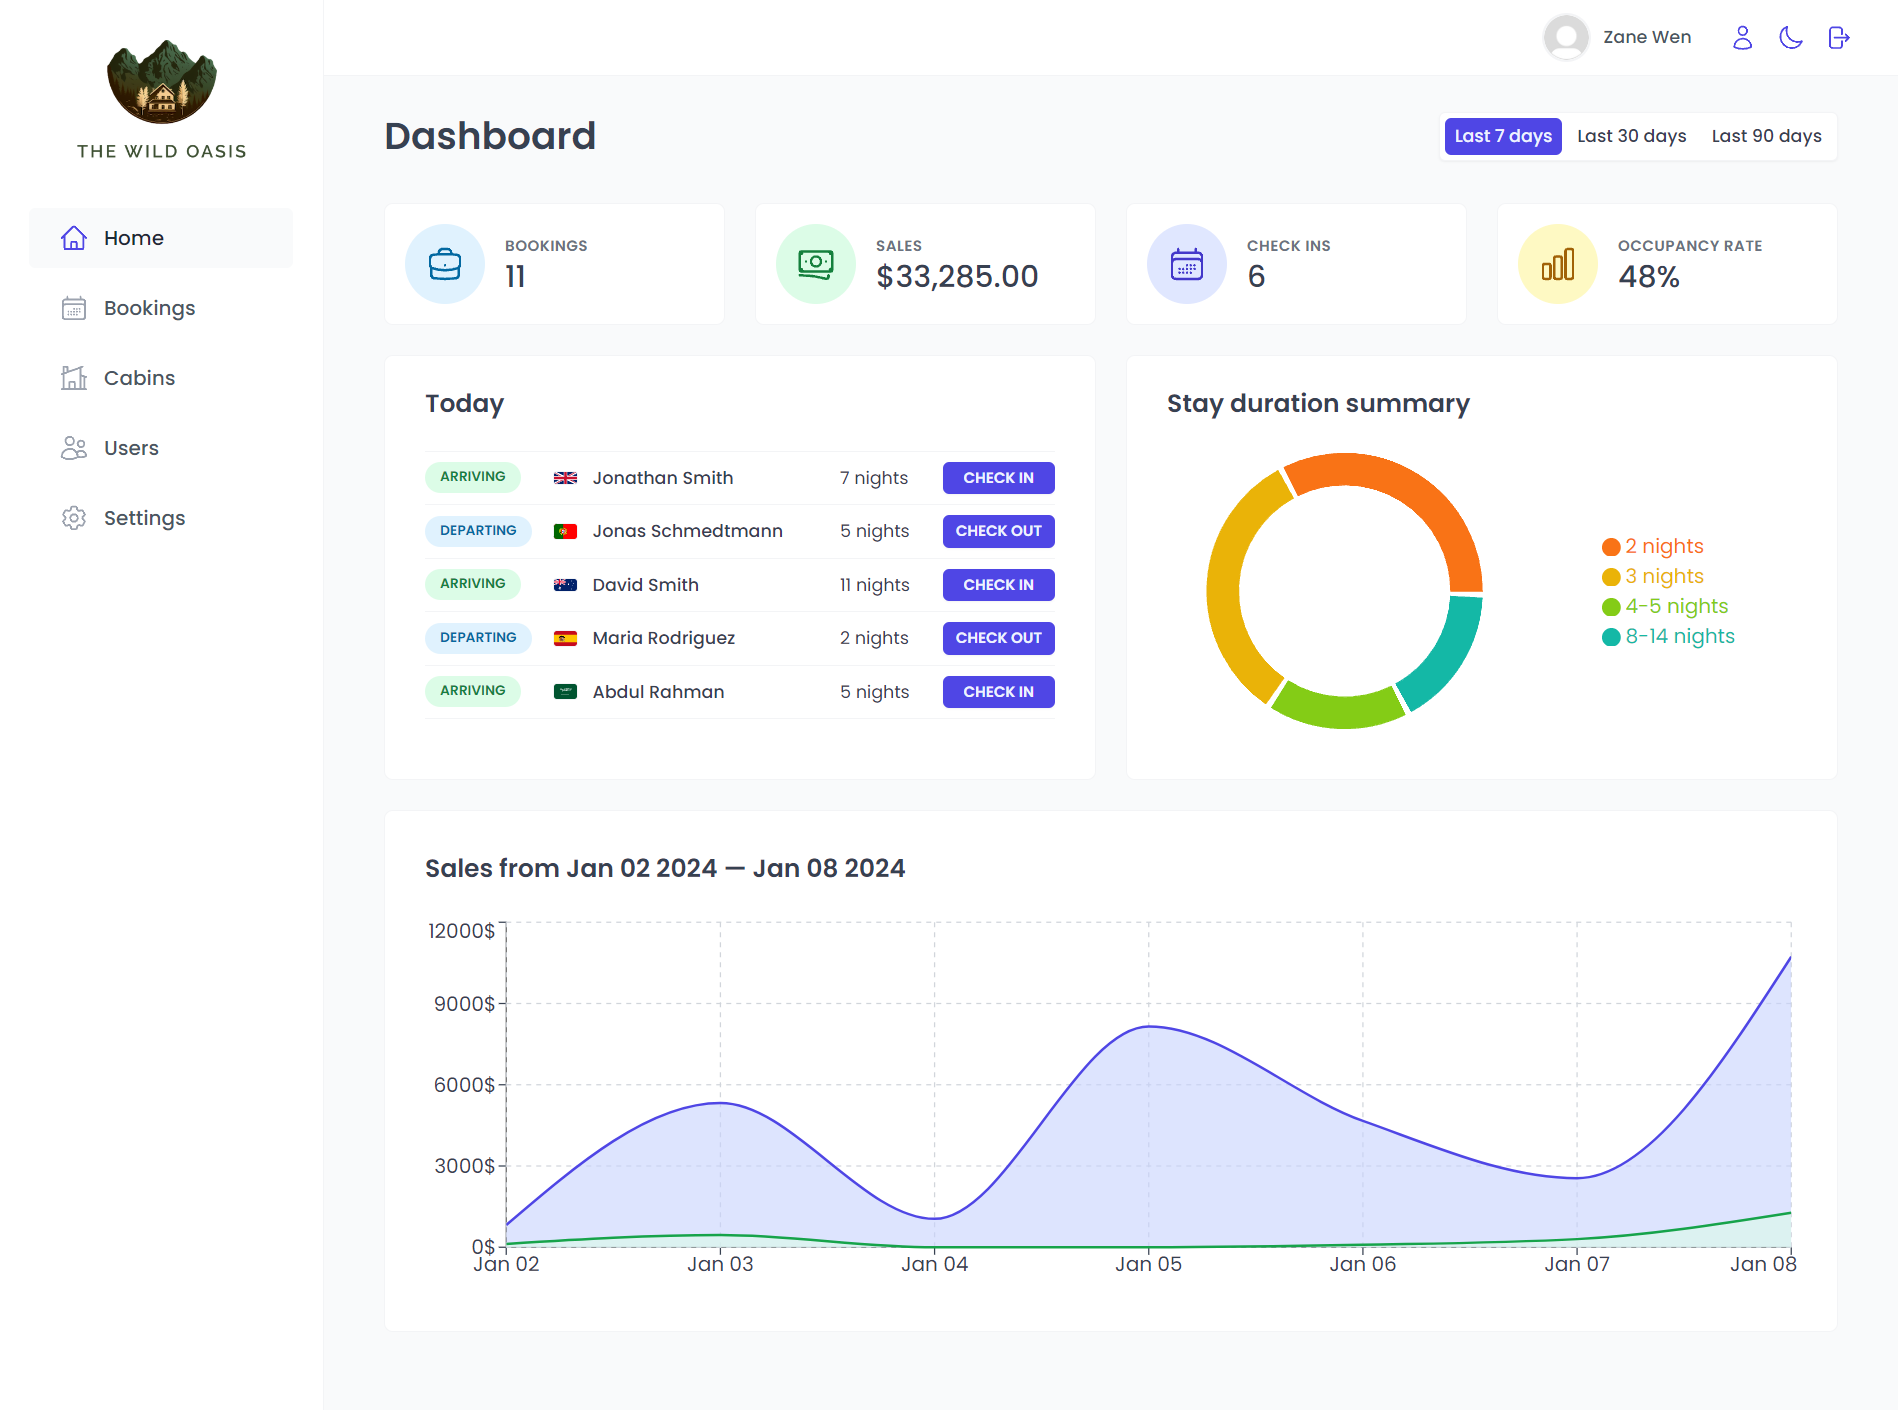 THE WILD OASIS
Home
Bookings
Cabins
Users
Settings
Zane Wen
Dashboard
Last 7 days Last 30 days Last 90 days
BOOKINGS
11
SALES
$33,285.00
CHECK INS
6
OCCUPANCY RATE
48%
Today
ARRIVING Jonathan Smith 7 nights CHECK IN
DEPARTING Jonas Schmedtmann 5 nights CHECK OUT
ARRIVING David Smith 11 nights CHECK IN
DEPARTING Maria Rodriguez 2 nights CHECK OUT
ARRIVING Abdul Rahman 5 nights CHECK IN
Stay duration summary
2 nights
3 nights
4-5 nights
8-14 nights
Sales from Jan 02 2024 — Jan 08 2024
12000$
9000$
6000$
3000$
0$
Jan 02 Jan 03 Jan 04 Jan 05 Jan 06 Jan 07 Jan 08